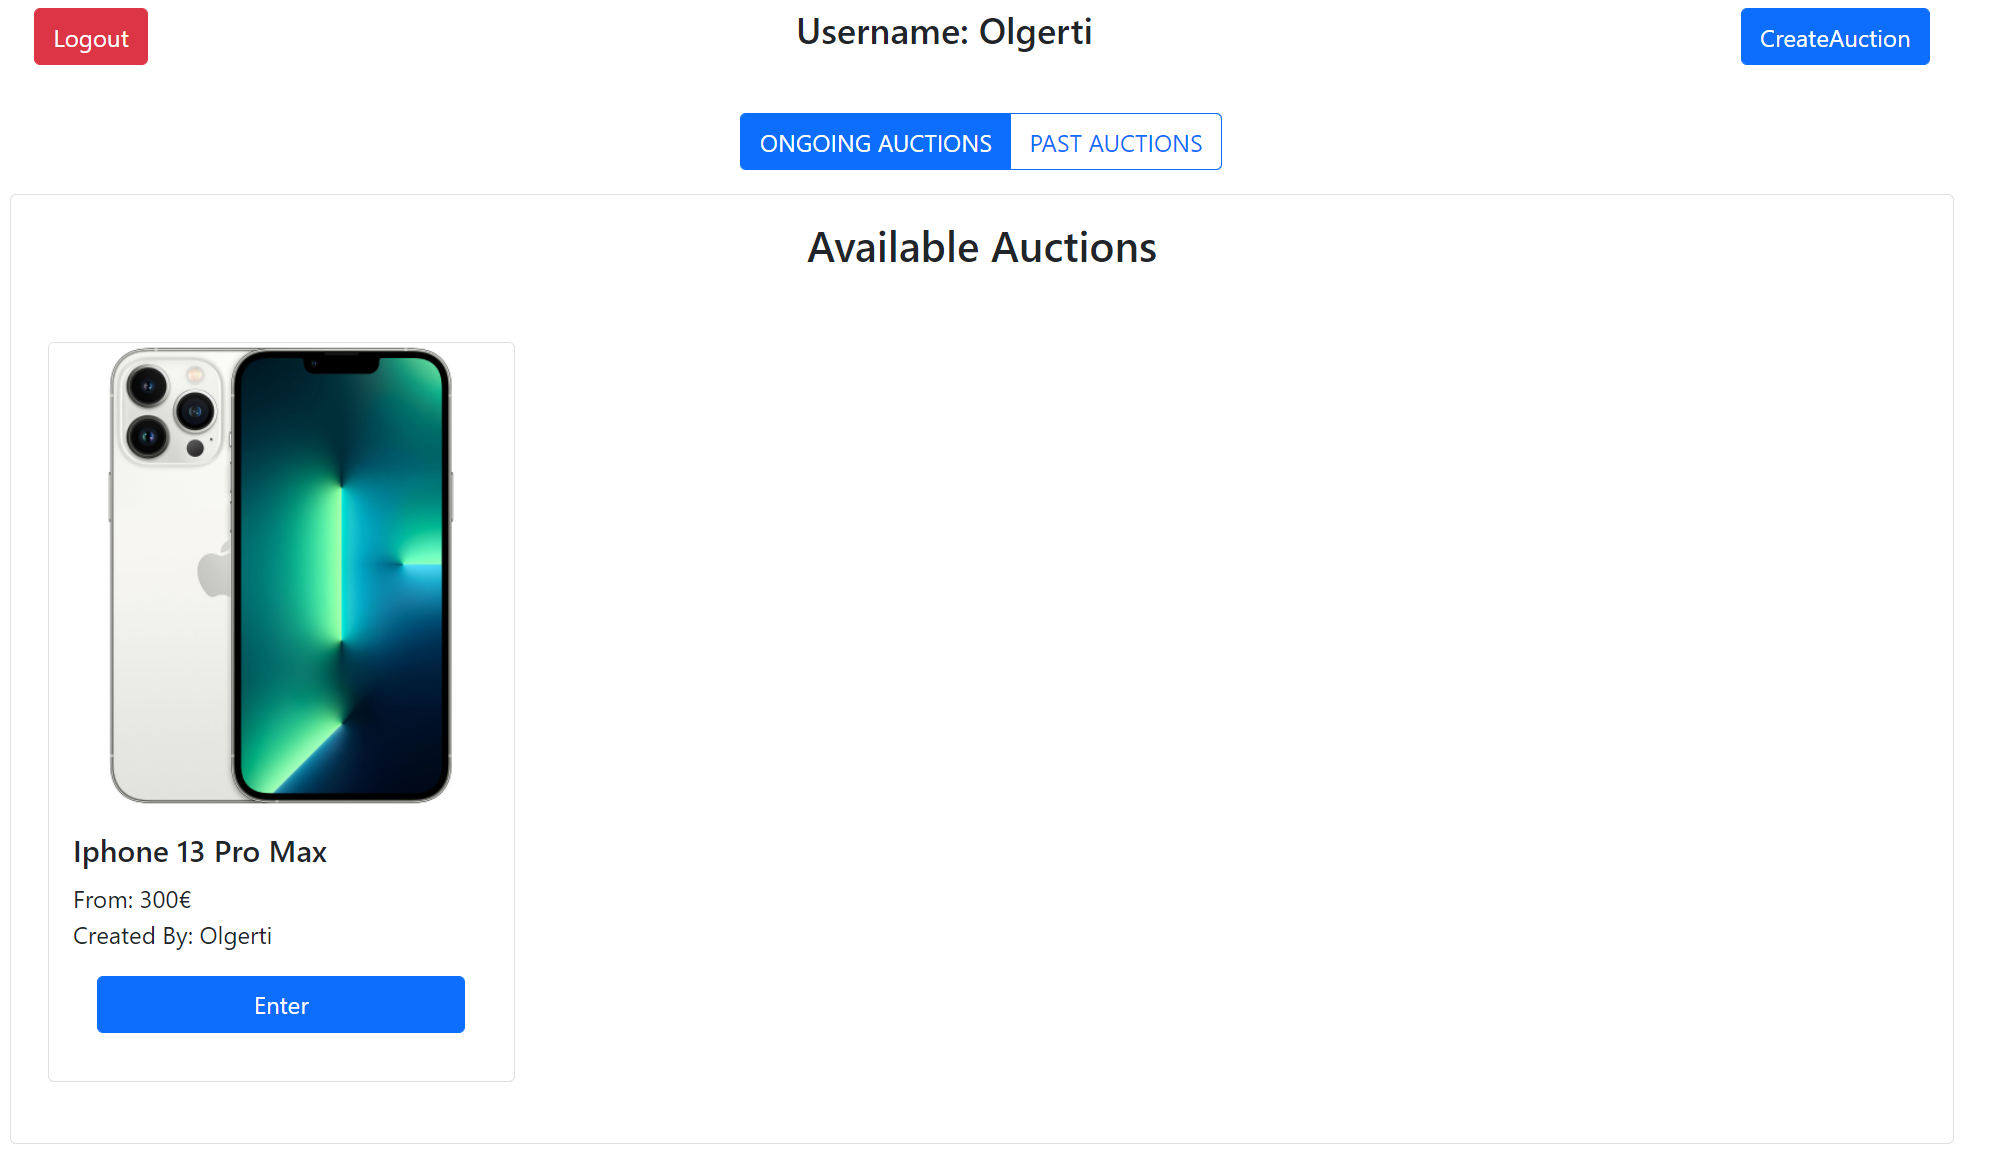 Logout
Username: Olgerti
CreateAuction
ONGOING AUCTIONS
PAST AUCTIONS
Available Auctions
Iphone 13 Pro Max
From: 300€
Created By: Olgerti
Enter